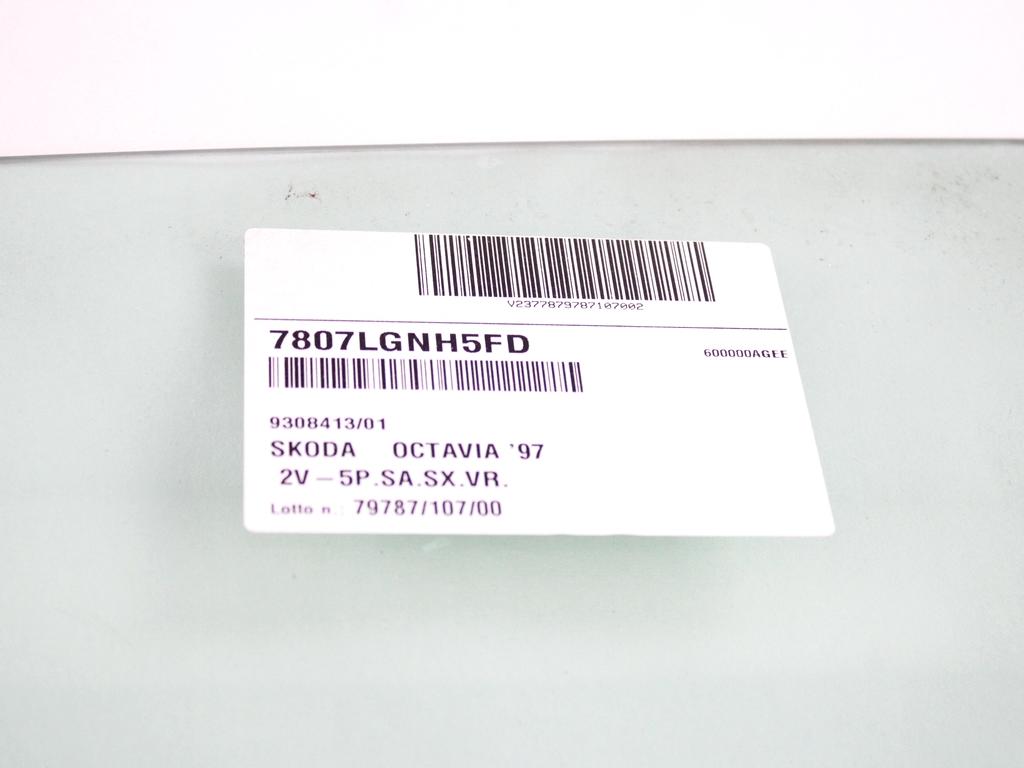 V2377879787107002
7807LGNH5FD
600000AGEE
9308413/01
SKODA OCTAVIA '97
2V – 5P.SA.SX.VR.
Lotto n.: 79787/107/00